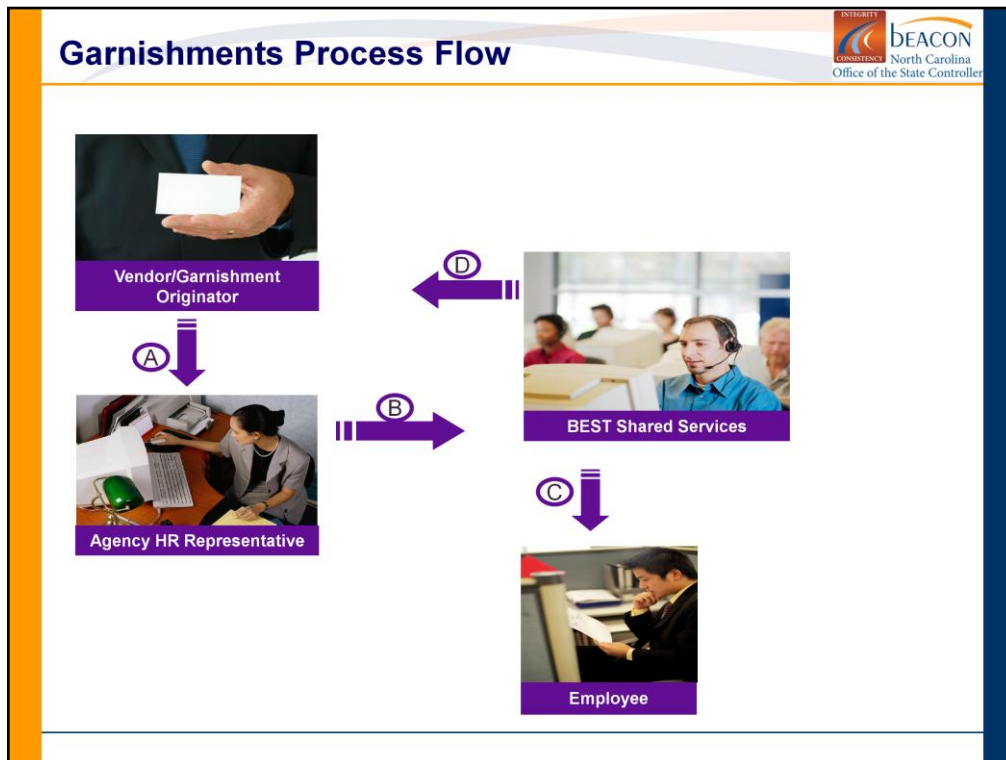 Garnishments Process Flow
INTEGRITY
CONSISTENCY
bEACON
North Carolina
Office of the State Controller
Vendor/Garnishment
Originator
D
A
B
BEST Shared Services
Agency HR Representative
C
Employee